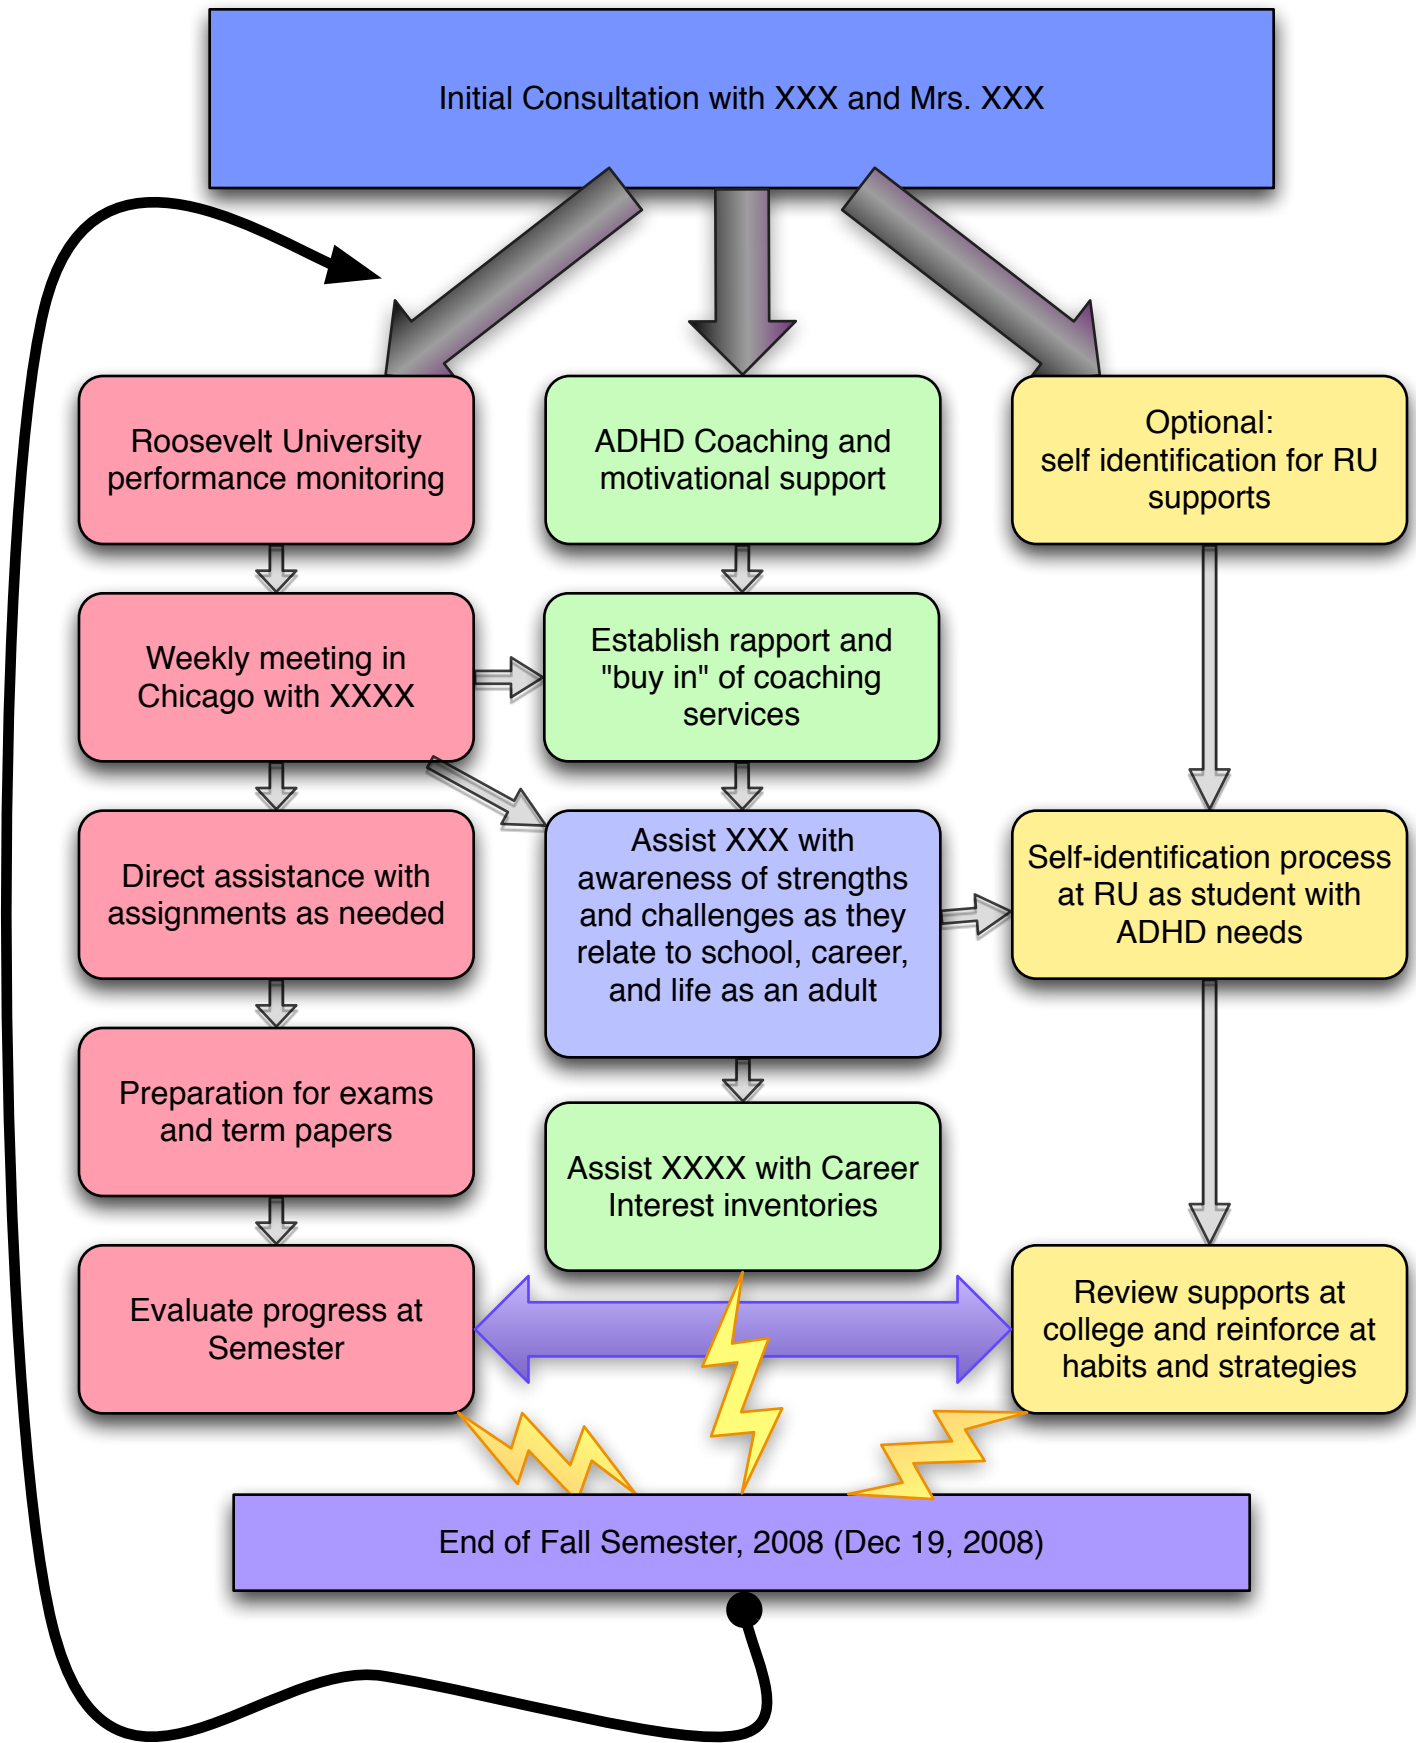 Initial Consultation with XXX and Mrs. XXX
Roosevelt University
performance monitoring
ADHD Coaching and
motivational support
Optional:
self identification for RU
supports
Weekly meeting in
Chicago with XXXX
Establish rapport and
"buy in" of coaching
services
Direct assistance with
assignments as needed
Assist XXX with
awareness of strengths
and challenges as they
relate to school, career,
and life as an adult
Self-identification process
at RU as student with
ADHD needs
Preparation for exams
and term papers
Assist XXXX with Career
Interest inventories
Evaluate progress at
Semester
Review supports at
college and reinforce at
habits and strategies
End of Fall Semester, 2008 (Dec 19, 2008)